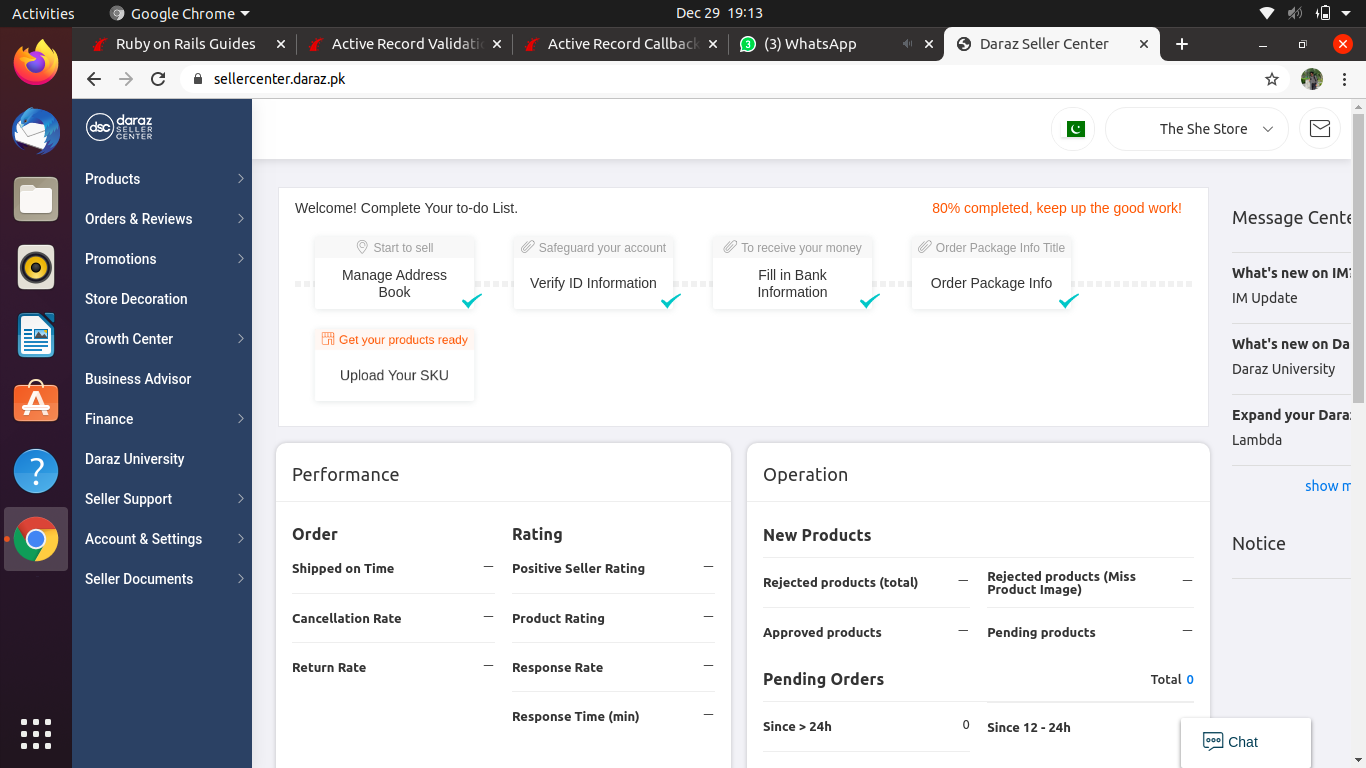 Activities
Google Chrome
Dec 29 19:13
Ruby on Rails Guides
Active Record Validati
Active Record Callback
(3) WhatsApp
Daraz Seller Center
sellercenter.daraz.pk
dsc daraz
SELLER
CENTER
The She Store
Products
Orders & Reviews
Promotions
Store Decoration
Growth Center
Business Advisor
Finance
Daraz University
Seller Support
Account & Settings
Seller Documents
Welcome! Complete Your to-do List.
80% completed, keep up the good work!
Start to sell
Manage Address
Book
Safeguard your account
Verify ID Information
To receive your money
Fill in Bank
Information
Order Package Info Title
Order Package Info
Get your products ready
Upload Your SKU
Message Cente
What's new on IM?
IM Update
What's new on Da
Daraz University
Expand your Daraz
Lambda
show m
Notice
Performance
Order
Shipped on Time —
Cancellation Rate —
Return Rate —
Rating
Positive Seller Rating —
Product Rating —
Response Rate —
Response Time (min) —
Operation
New Products
Rejected products (total) —
Rejected products (Miss
Product Image) —
Approved products —
Pending products —
Pending Orders
Total 0
Since > 24h 0
Since 12 - 24h
Chat